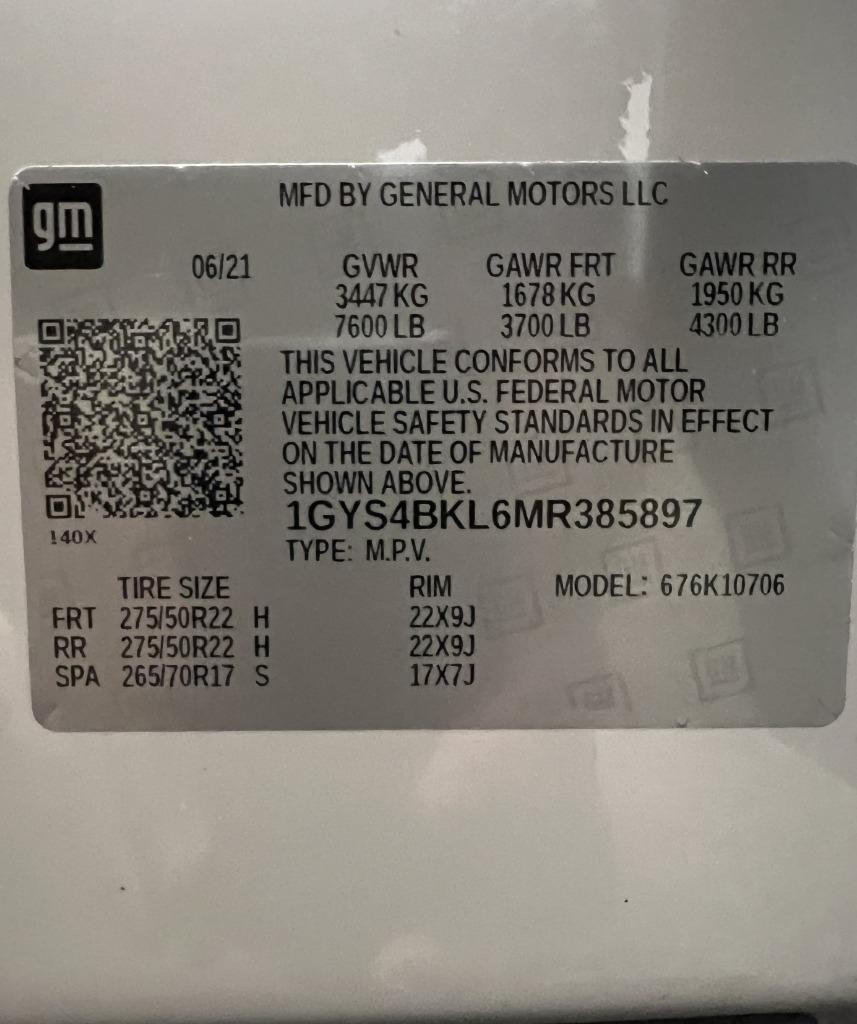 gm
MFD BY GENERAL MOTORS LLC
06/21 GVWR GAWR FRT GAWR RR
3447 KG 1678 KG 1950 KG
7600 LB 3700 LB 4300 LB
THIS VEHICLE CONFORMS TO ALL
APPLICABLE U.S. FEDERAL MOTOR
VEHICLE SAFETY STANDARDS IN EFFECT
ON THE DATE OF MANUFACTURE
SHOWN ABOVE.
1GYS4BKL6MR385897
140X
TYPE: M.P.V.
TIRE SIZE RIM MODEL: 676K10706
FRT 275/50R22 H 22X9J
RR 275/50R22 H 22X9J
SPA 265/70R17 S 17X7J